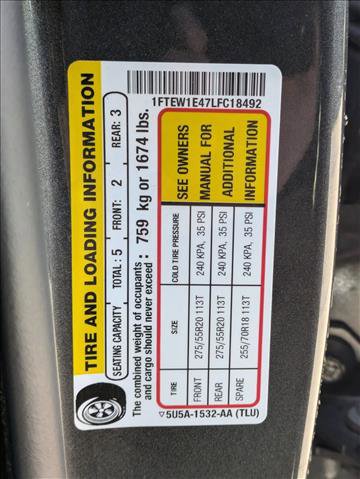 1FTEW1E47LFC18492
TIRE AND LOADING INFORMATION
SEATING CAPACITY TOTAL: 5 FRONT: 2 REAR: 3
The combined weight of occupants
and cargo should never exceed : 759 kg or 1674 lbs.
TIRE SIZE COLD TIRE PRESSURE
FRONT 275/55R20 113T 240 KPA, 35 PSI
REAR 275/55R20 113T 240 KPA, 35 PSI
SPARE 255/70R18 113T 240 KPA, 35 PSI
SEE OWNERS
MANUAL FOR
ADDITIONAL
INFORMATION
▽5U5A-1532-AA (TLU)